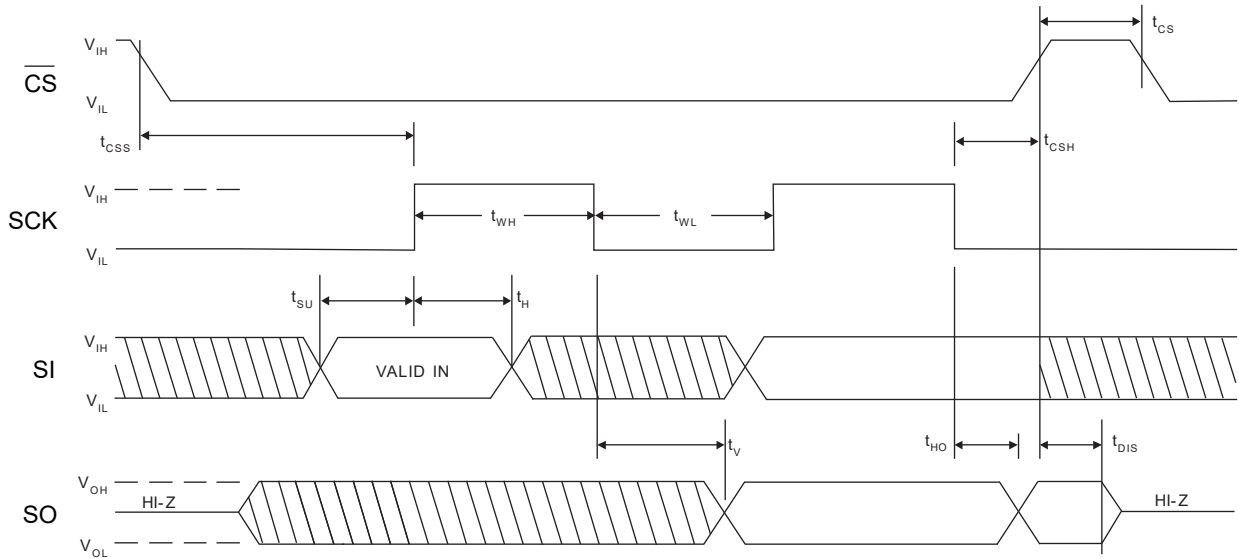 t_CS
V_IH
CS
V_IL
t_CSS
t_CSH
V_IH
SCK
t_WH
t_WL
V_IL
t_SU
t_H
V_IH
SI
VALID IN
V_IL
t_V
t_HO
t_DIS
V_OH
HI-Z
HI-Z
SO
V_OL